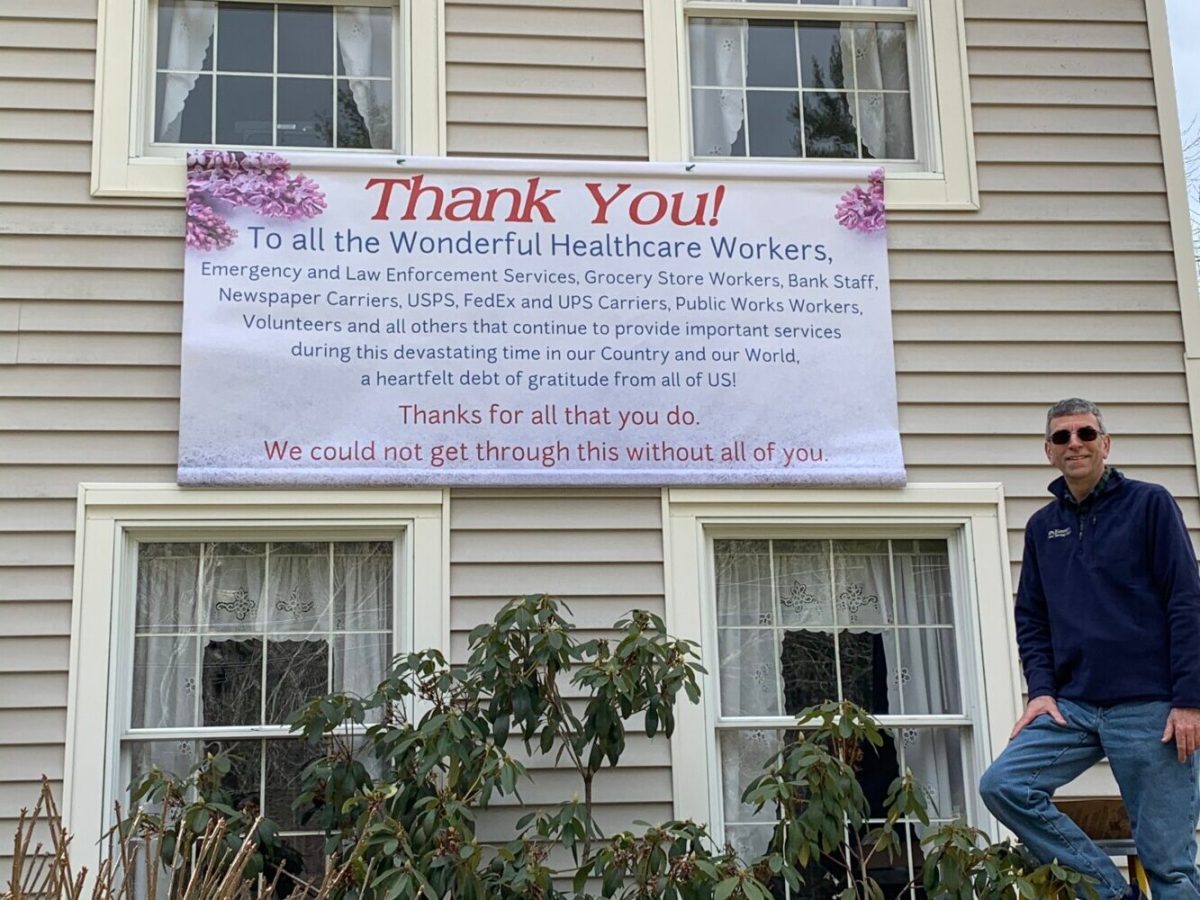 Thank You!
To all the Wonderful Healthcare Workers,
Emergency and Law Enforcement Services, Grocery Store Workers, Bank Staff,
Newspaper Carriers, USPS, FedEx and UPS Carriers, Public Works Workers,
Volunteers and all others that continue to provide important services
during this devastating time in our Country and our World,
a heartfelt debt of gratitude from all of US!
Thanks for all that you do.
We could not get through this without all of you.